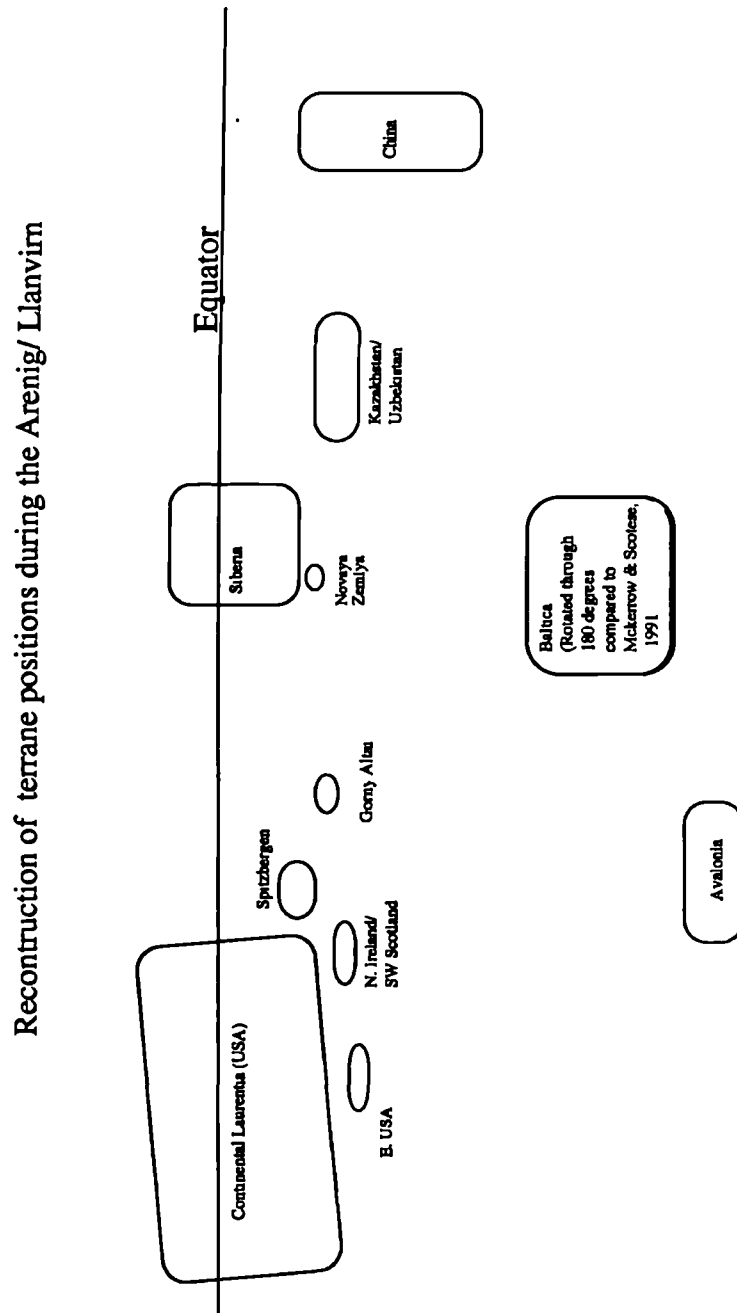 Recontruction of terrane positions during the Arenig/ Llanvirn
Equator
Continental Laurentia (USA)
Siberia
China
Spitzbergen
Kazakhstan/
Uzbekistan
Novaya
Zemlya
Gorny Altai
N. Ireland/
SW Scotland
E. USA
Baltica
(Rotated through
180 degrees
compared to
Mckerrow & Scotese,
1991
Avalonia